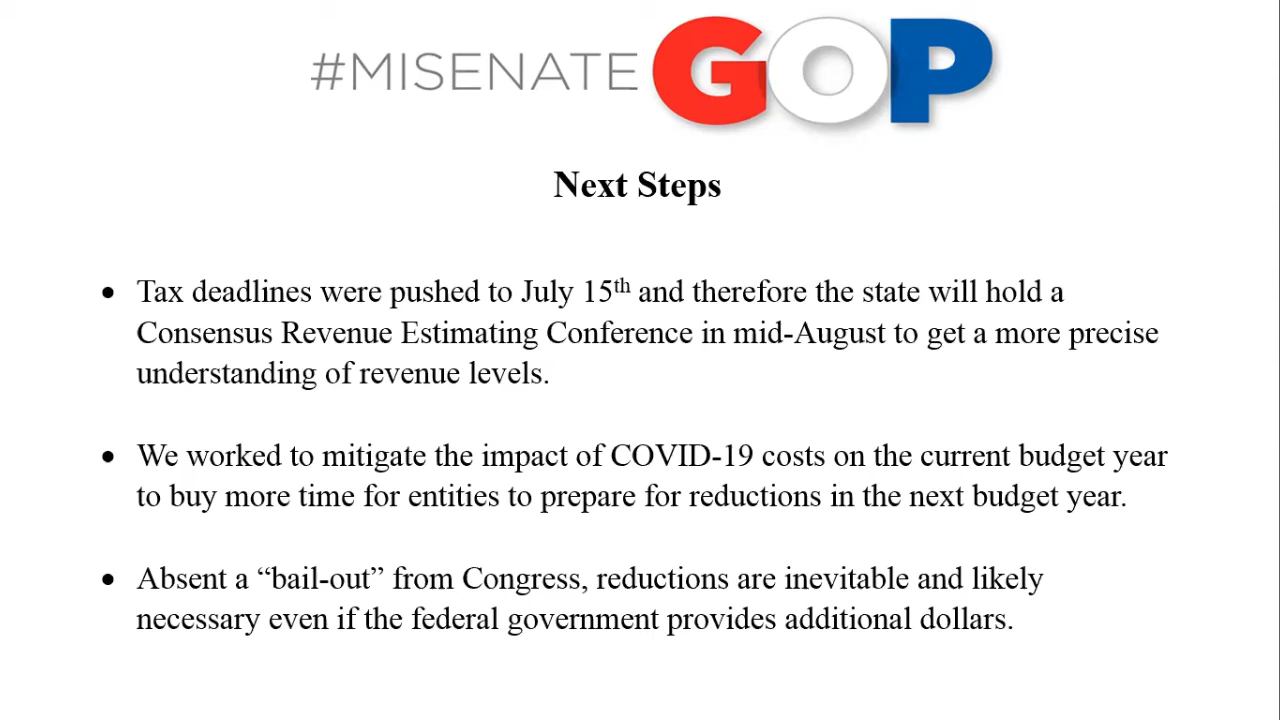 #MISENATE GOP
Next Steps
• Tax deadlines were pushed to July 15th and therefore the state will hold a
Consensus Revenue Estimating Conference in mid-August to get a more precise
understanding of revenue levels.
• We worked to mitigate the impact of COVID-19 costs on the current budget year
to buy more time for entities to prepare for reductions in the next budget year.
• Absent a “bail-out” from Congress, reductions are inevitable and likely
necessary even if the federal government provides additional dollars.